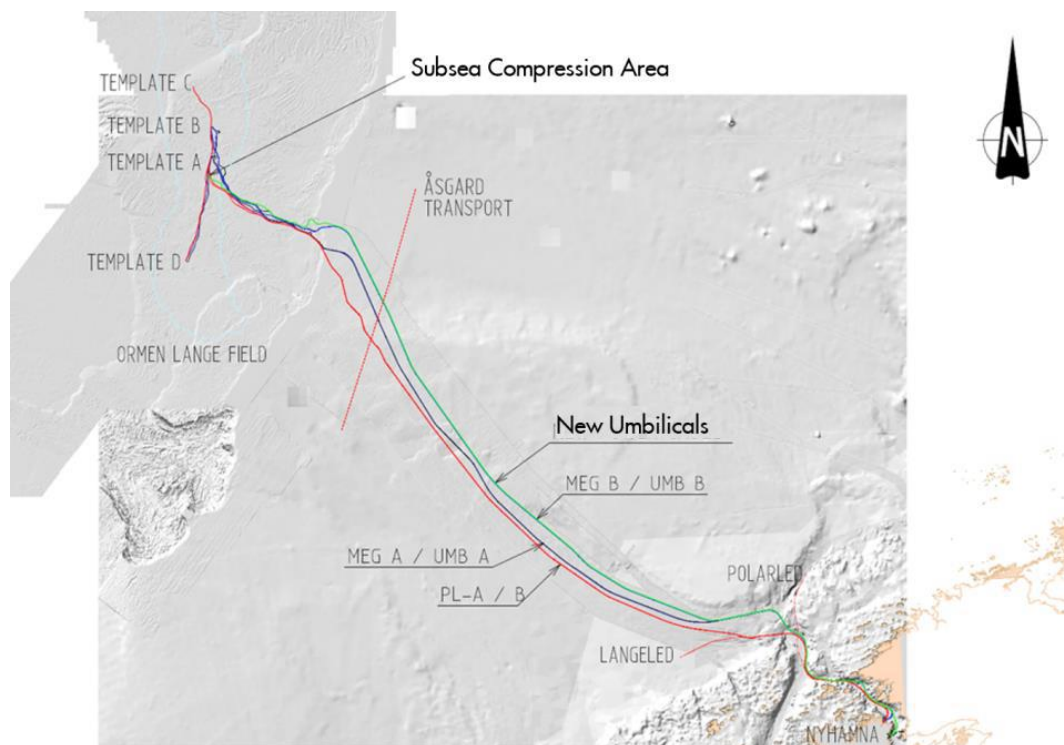 Subsea Compression Area
TEMPLATE C
TEMPLATE B
TEMPLATE A
ÅSGARD
TRANSPORT
TEMPLATE D
ORMEN LANGE FIELD
New Umbilicals
MEG B / UMB B
MEG A / UMB A
PL-A / B
POLARLED
LANGELED
NYHAMNA
N